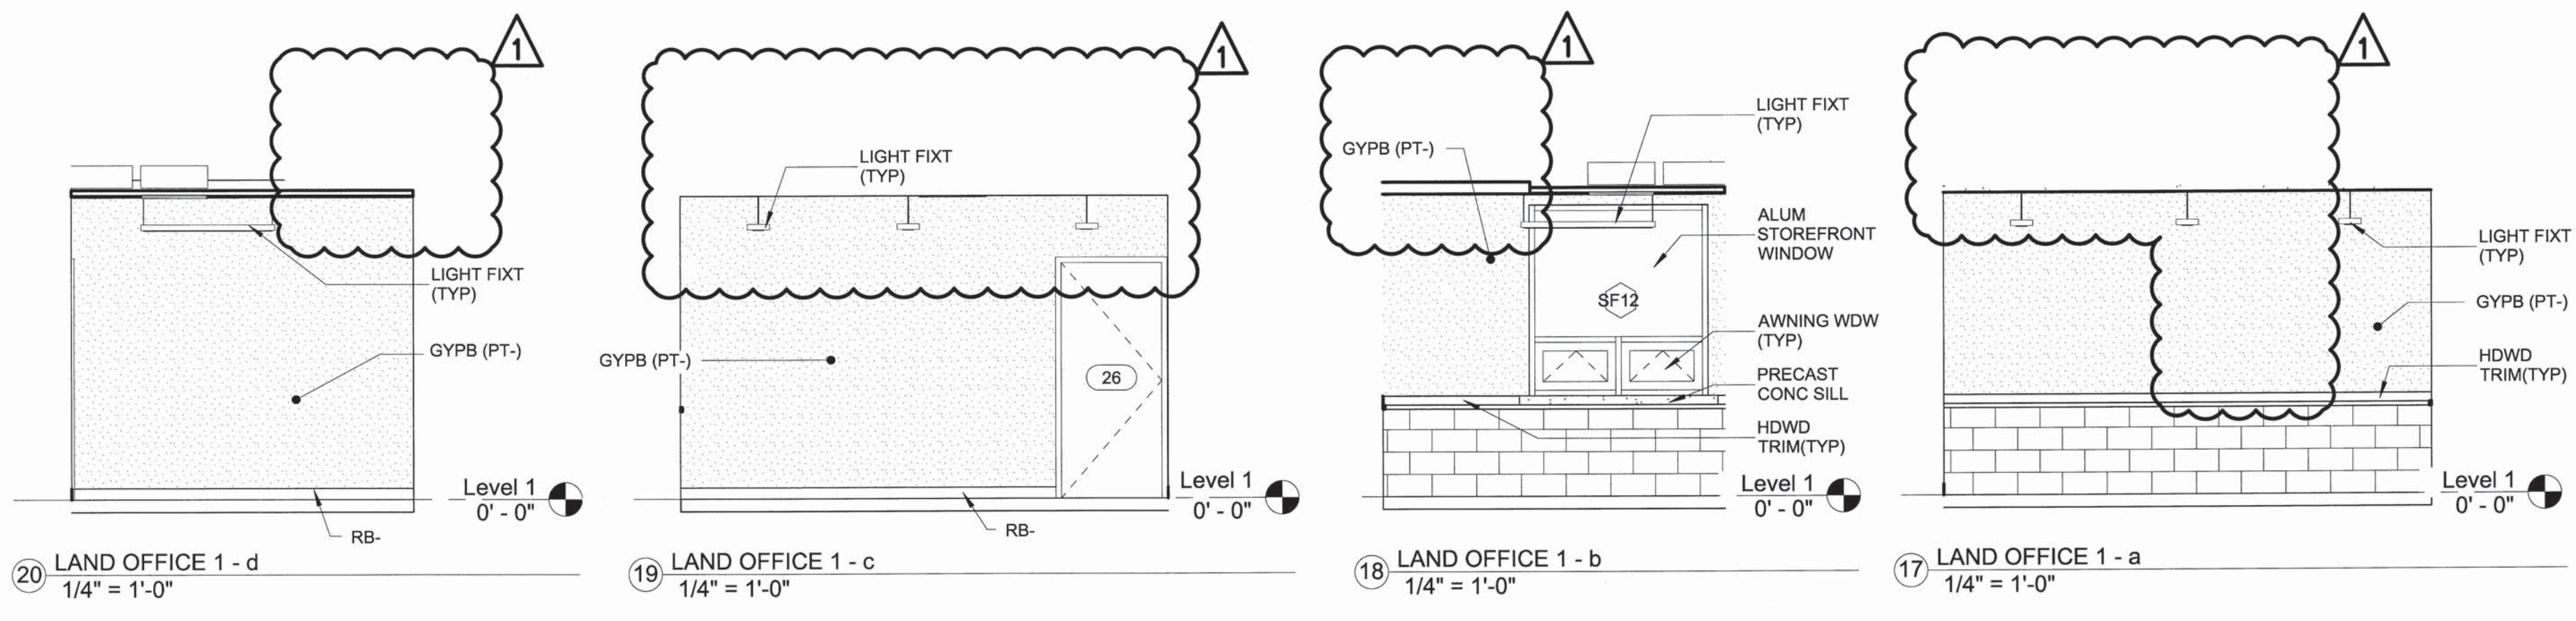 1
LIGHT FIXT
(TYP)
GYPB (PT-)
Level 1
0' - 0"
RB-
20
LAND OFFICE 1 - d
1/4" = 1'-0"
1
LIGHT FIXT
(TYP)
GYPB (PT-)
26
Level 1
0' - 0"
RB-
19
LAND OFFICE 1 - c
1/4" = 1'-0"
1
LIGHT FIXT
(TYP)
GYPB (PT-)
ALUM
STOREFRONT
WINDOW
SF12
AWNING WDW
(TYP)
PRECAST
CONC SILL
HDWD
TRIM(TYP)
Level 1
0' - 0"
18
LAND OFFICE 1 - b
1/4" = 1'-0"
1
LIGHT FIXT
(TYP)
GYPB (PT-)
HDWD
TRIM(TYP)
Level 1
0' - 0"
17
LAND OFFICE 1 - a
1/4" = 1'-0"